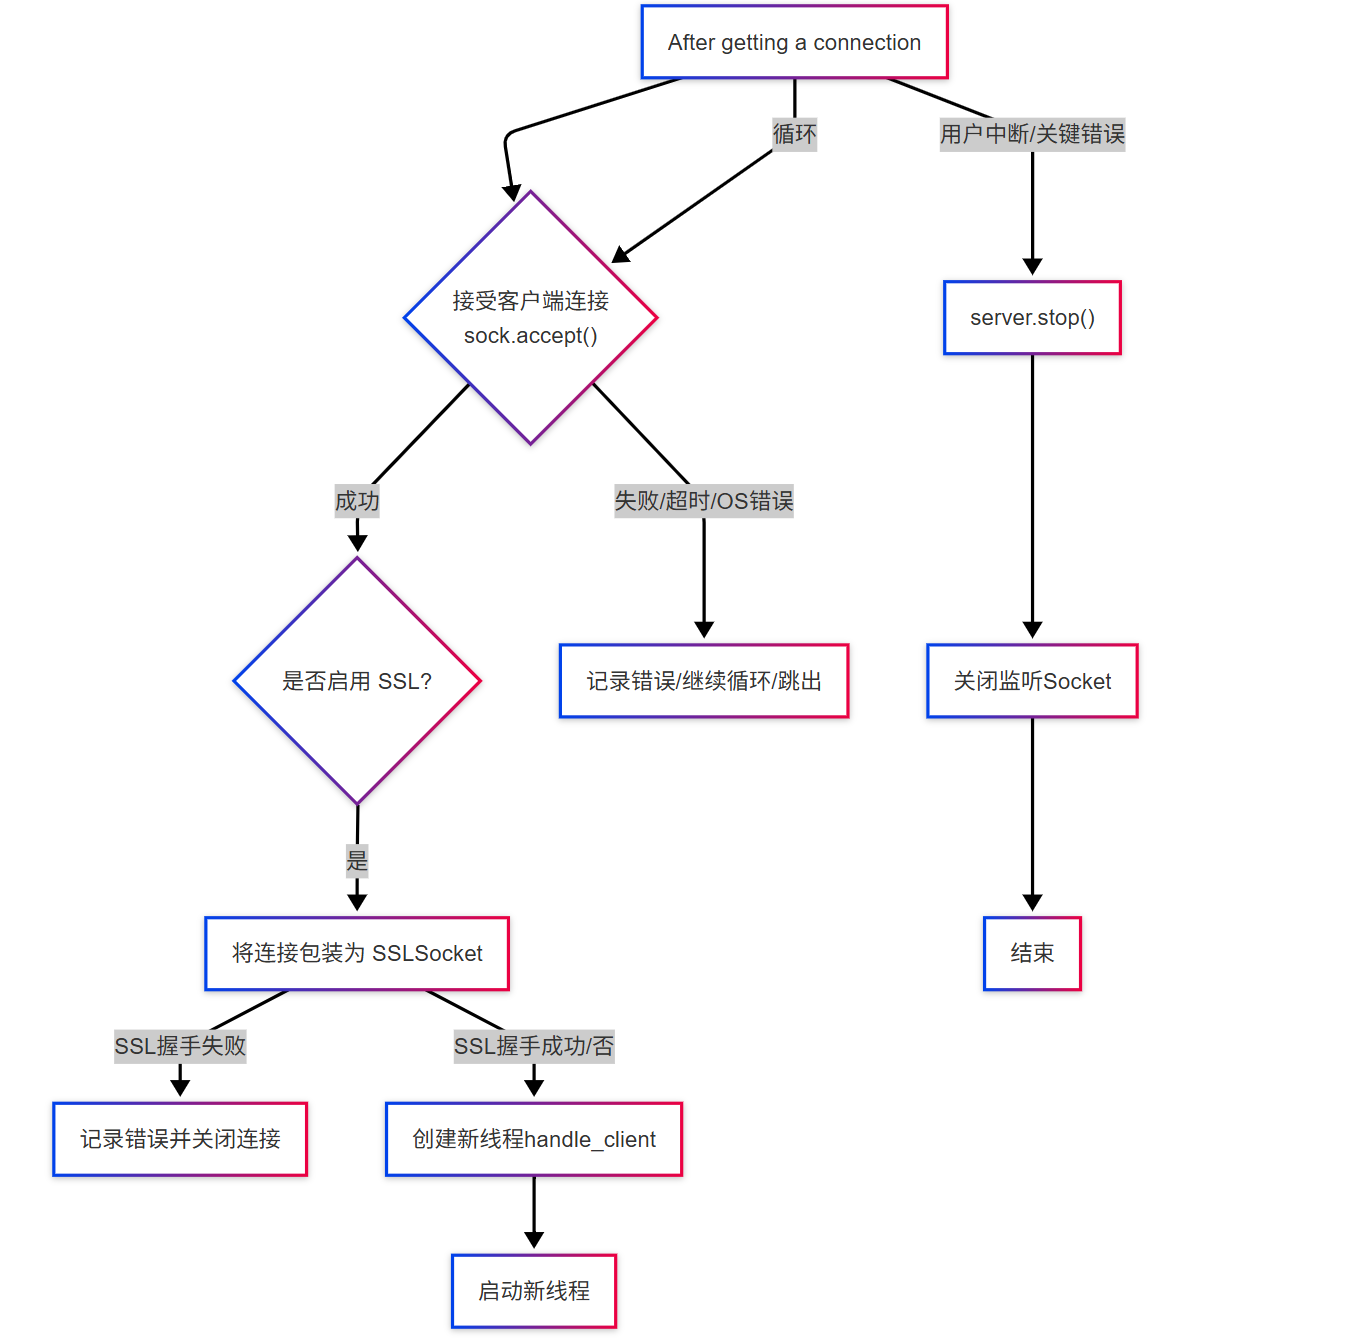 After getting a connection
循环
用户中断/关键错误
接受客户端连接
sock.accept()
server.stop()
成功
失败/超时/OS错误
是否启用 SSL?
记录错误/继续循环/跳出
关闭监听Socket
是
将连接包装为 SSLSocket
结束
SSL握手失败
SSL握手成功/否
记录错误并关闭连接
创建新线程handle_client
启动新线程